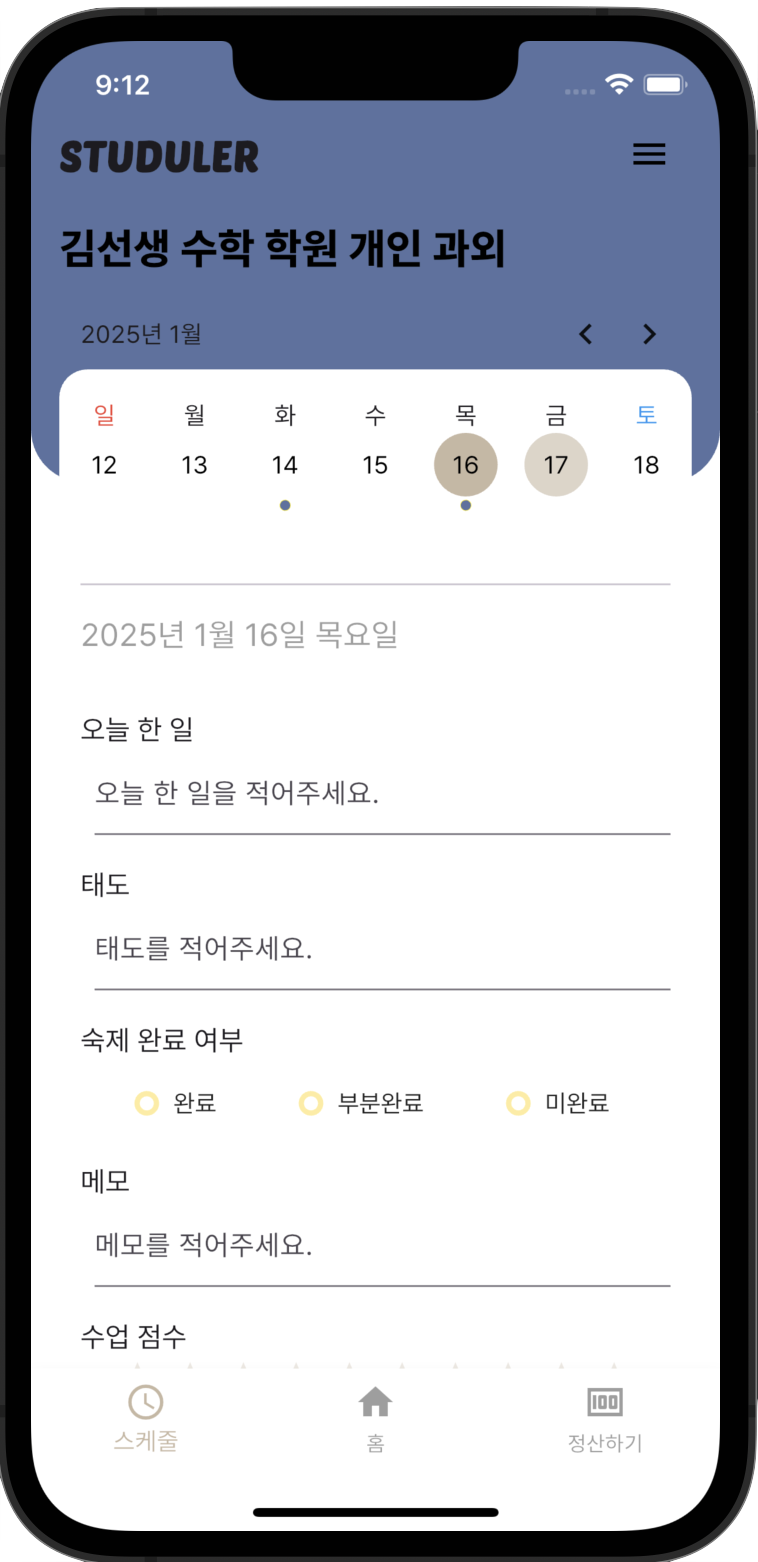 9:12
STUDULER
김선생 수학 학원 개인 과외
2025년 1월
일 월 화 수 목 금 토
12 13 14 15 16 17 18
2025년 1월 16일 목요일
오늘 한 일
오늘 한 일을 적어주세요.
태도
태도를 적어주세요.
숙제 완료 여부
완료 부분완료 미완료
메모
메모를 적어주세요.
수업 점수
100
스케줄 홈 정산하기